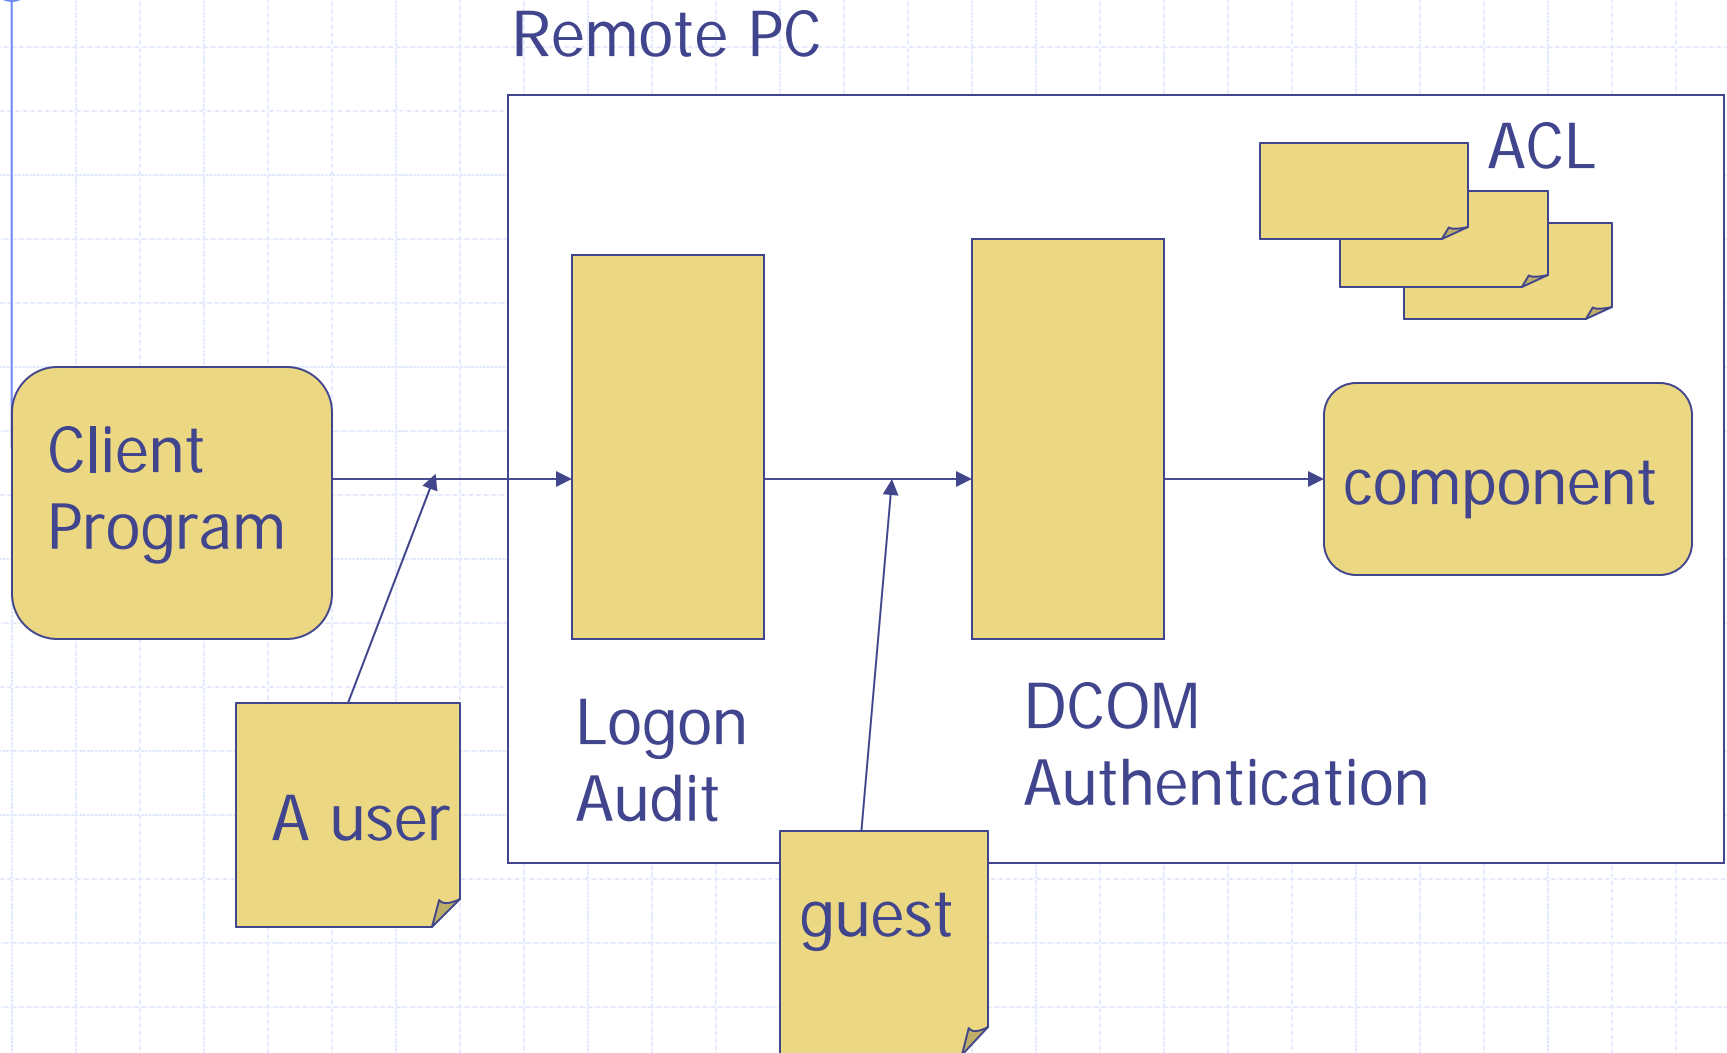 Remote PC
ACL
Client
Program
component
Logon
Audit
DCOM
Authentication
A user
guest